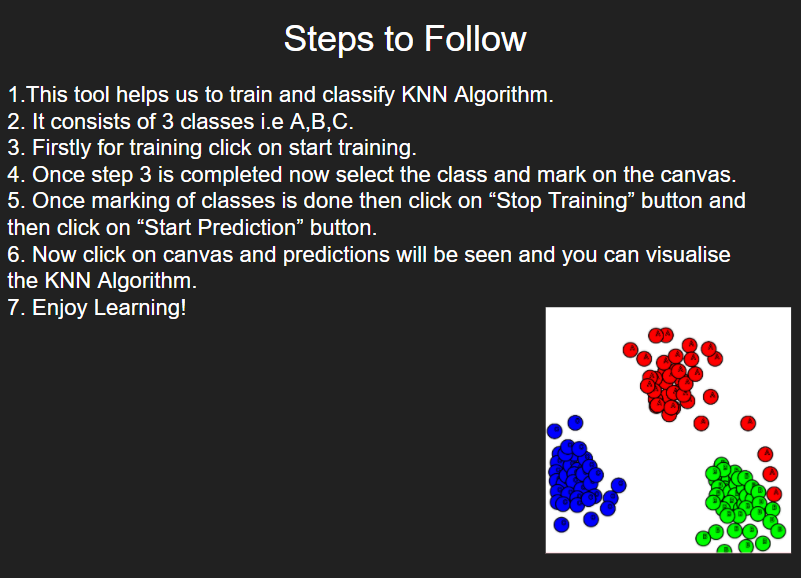 Steps to Follow
1.This tool helps us to train and classify KNN Algorithm.
2. It consists of 3 classes i.e A,B,C.
3. Firstly for training click on start training.
4. Once step 3 is completed now select the class and mark on the canvas.
5. Once marking of classes is done then click on “Stop Training” button and
then click on “Start Prediction” button.
6. Now click on canvas and predictions will be seen and you can visualise
the KNN Algorithm.
7. Enjoy Learning!